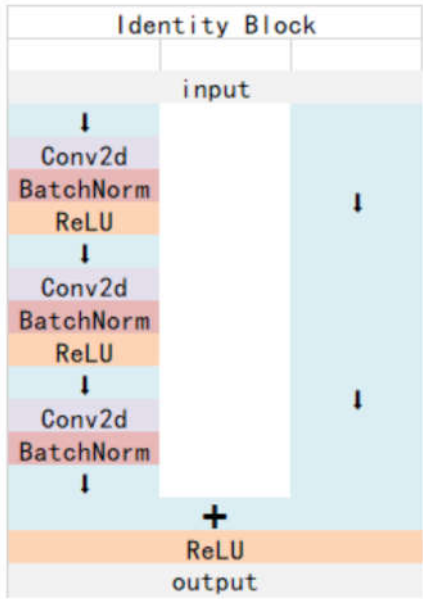 Identity Block
input
⬇
Conv2d
BatchNorm
ReLU
⬇
⬇
Conv2d
BatchNorm
ReLU
⬇
⬇
Conv2d
BatchNorm
⬇
+
ReLU
output